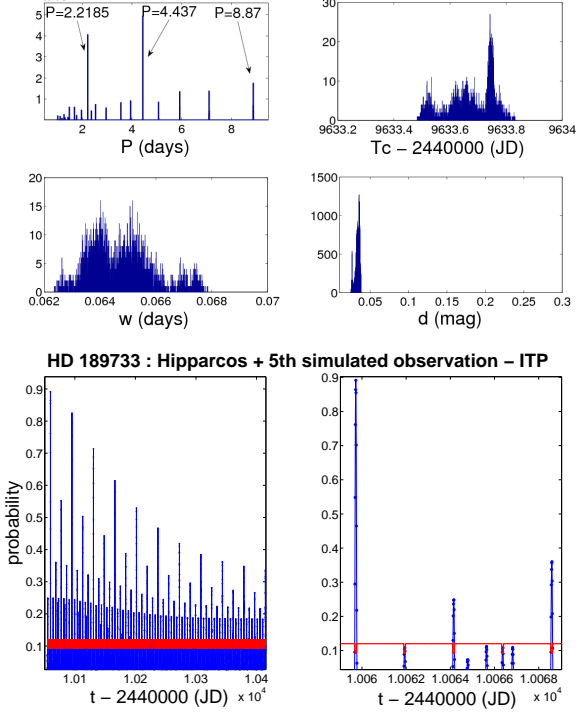 P=2.2185
P=4.437
P=8.87
5
4
3
2
1
2 4 6 8
P (days)
30
20
10
0
9633.2 9633.4 9633.6 9633.8 9634
Tc − 2440000 (JD)
20
15
10
5
0
0.062 0.064 0.066 0.068 0.07
w (days)
1500
1000
500
0
0.05 0.1 0.15 0.2 0.25 0.3
d (mag)
HD 189733 : Hipparcos + 5th simulated observation − ITP
probability
0.9
0.8
0.7
0.6
0.5
0.4
0.3
0.2
0.1
1.01 1.02 1.03 1.04
x 10^4
t − 2440000 (JD)
0.9
0.8
0.7
0.6
0.5
0.4
0.3
0.2
0.1
1.006 1.0062 1.0064 1.0066 1.0068
x 10^4
t − 2440000 (JD)